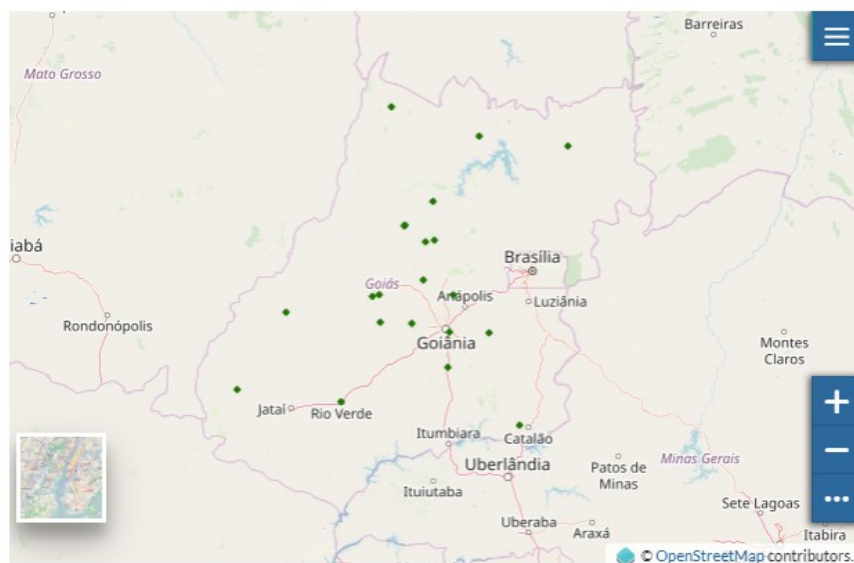 Barreiras
Mato Grosso
iabá
Brasília
Goiás
Anápolis
Luziânia
Rondonópolis
Goiânia
Montes
Claros
Jataí
Rio Verde
Itumbiara
Catalão
Uberlândia
Patos de
Minas
Minas Gerais
Ituiutaba
Sete Lagoas
Uberaba
Araxá
Itabira
© OpenStreetMap contributors.